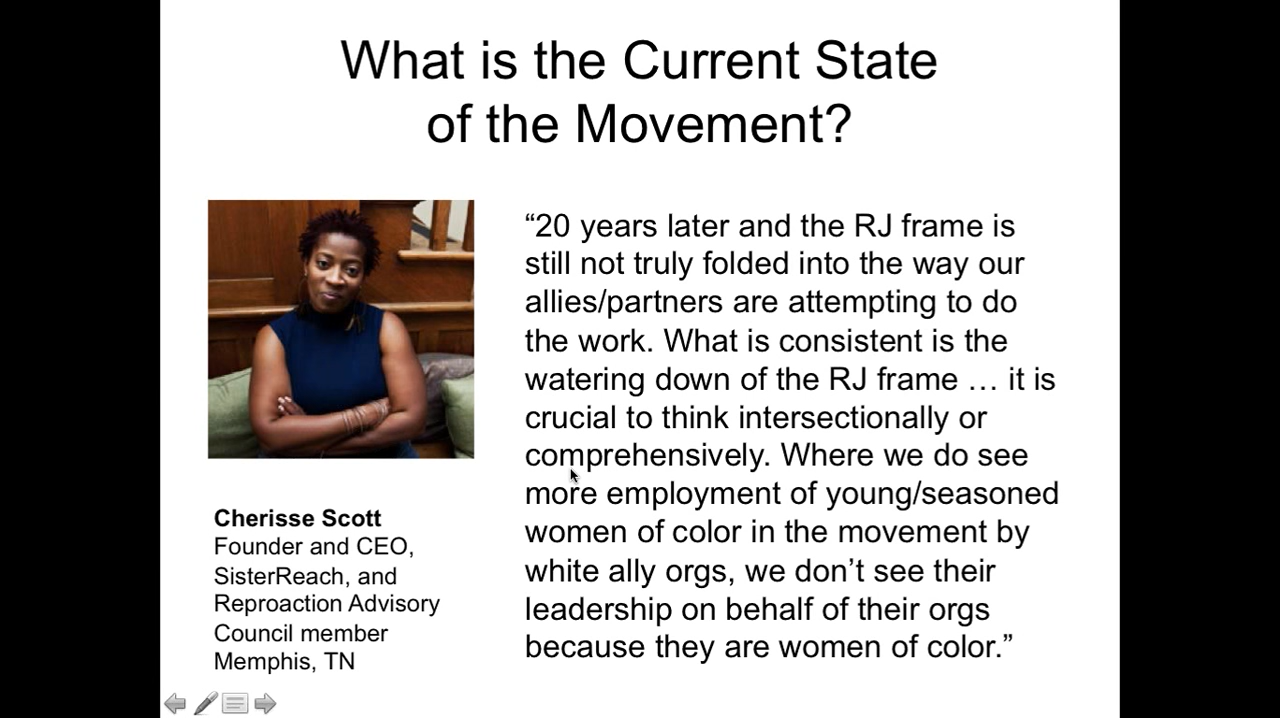 What is the Current State
of the Movement?
“20 years later and the RJ frame is
still not truly folded into the way our
allies/partners are attempting to do
the work. What is consistent is the
watering down of the RJ frame … it is
crucial to think intersectionally or
comprehensively. Where we do see
more employment of young/seasoned
women of color in the movement by
white ally orgs, we don’t see their
leadership on behalf of their orgs
because they are women of color.”
Cherisse Scott
Founder and CEO,
SisterReach, and
Reproaction Advisory
Council member
Memphis, TN